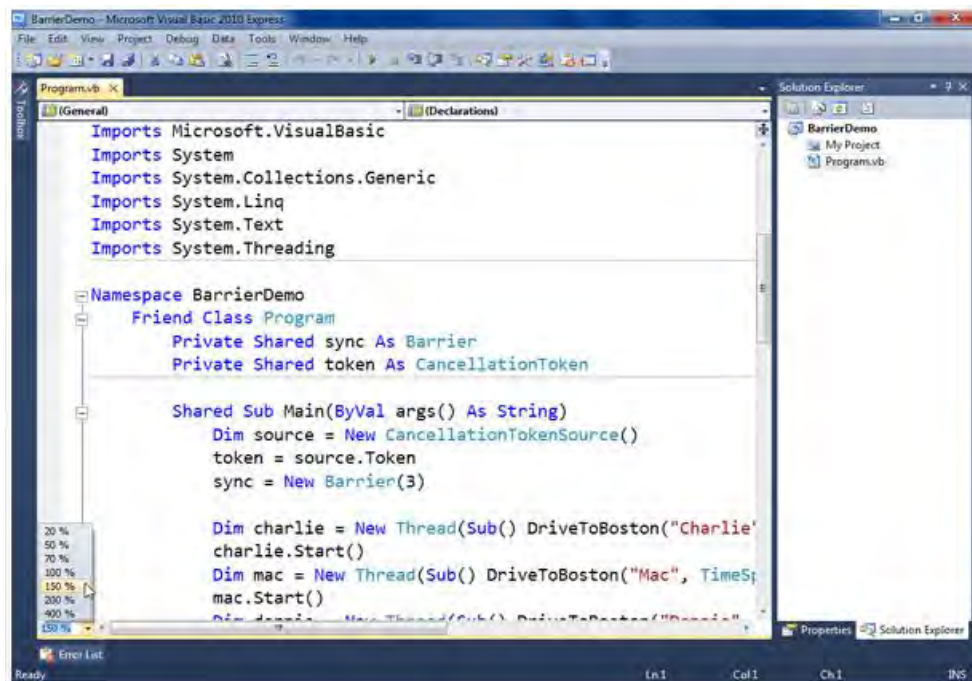 BarrierDemo - Microsoft Visual Basic 2010 Express
File Edit View Project Debug Data Tools Window Help
Toolbox
Program.vb
(General)
(Declarations)
Imports Microsoft.VisualBasic
Imports System
Imports System.Collections.Generic
Imports System.Linq
Imports System.Text
Imports System.Threading
Namespace BarrierDemo
Friend Class Program
Private Shared sync As Barrier
Private Shared token As CancellationToken
Shared Sub Main(ByVal args() As String)
Dim source = New CancellationTokenSource()
token = source.Token
sync = New Barrier(3)
Dim charlie = New Thread(Sub() DriveToBoston("Charlie"
charlie.Start()
Dim mac = New Thread(Sub() DriveToBoston("Mac", TimeSp
mac.Start()
20 %
50 %
70 %
100 %
150 %
200 %
400 %
150 %
Solution Explorer
BarrierDemo
My Project
Program.vb
Properties
Solution Explorer
Error List
Ready
Ln 1
Col 1
Ch 1
INS